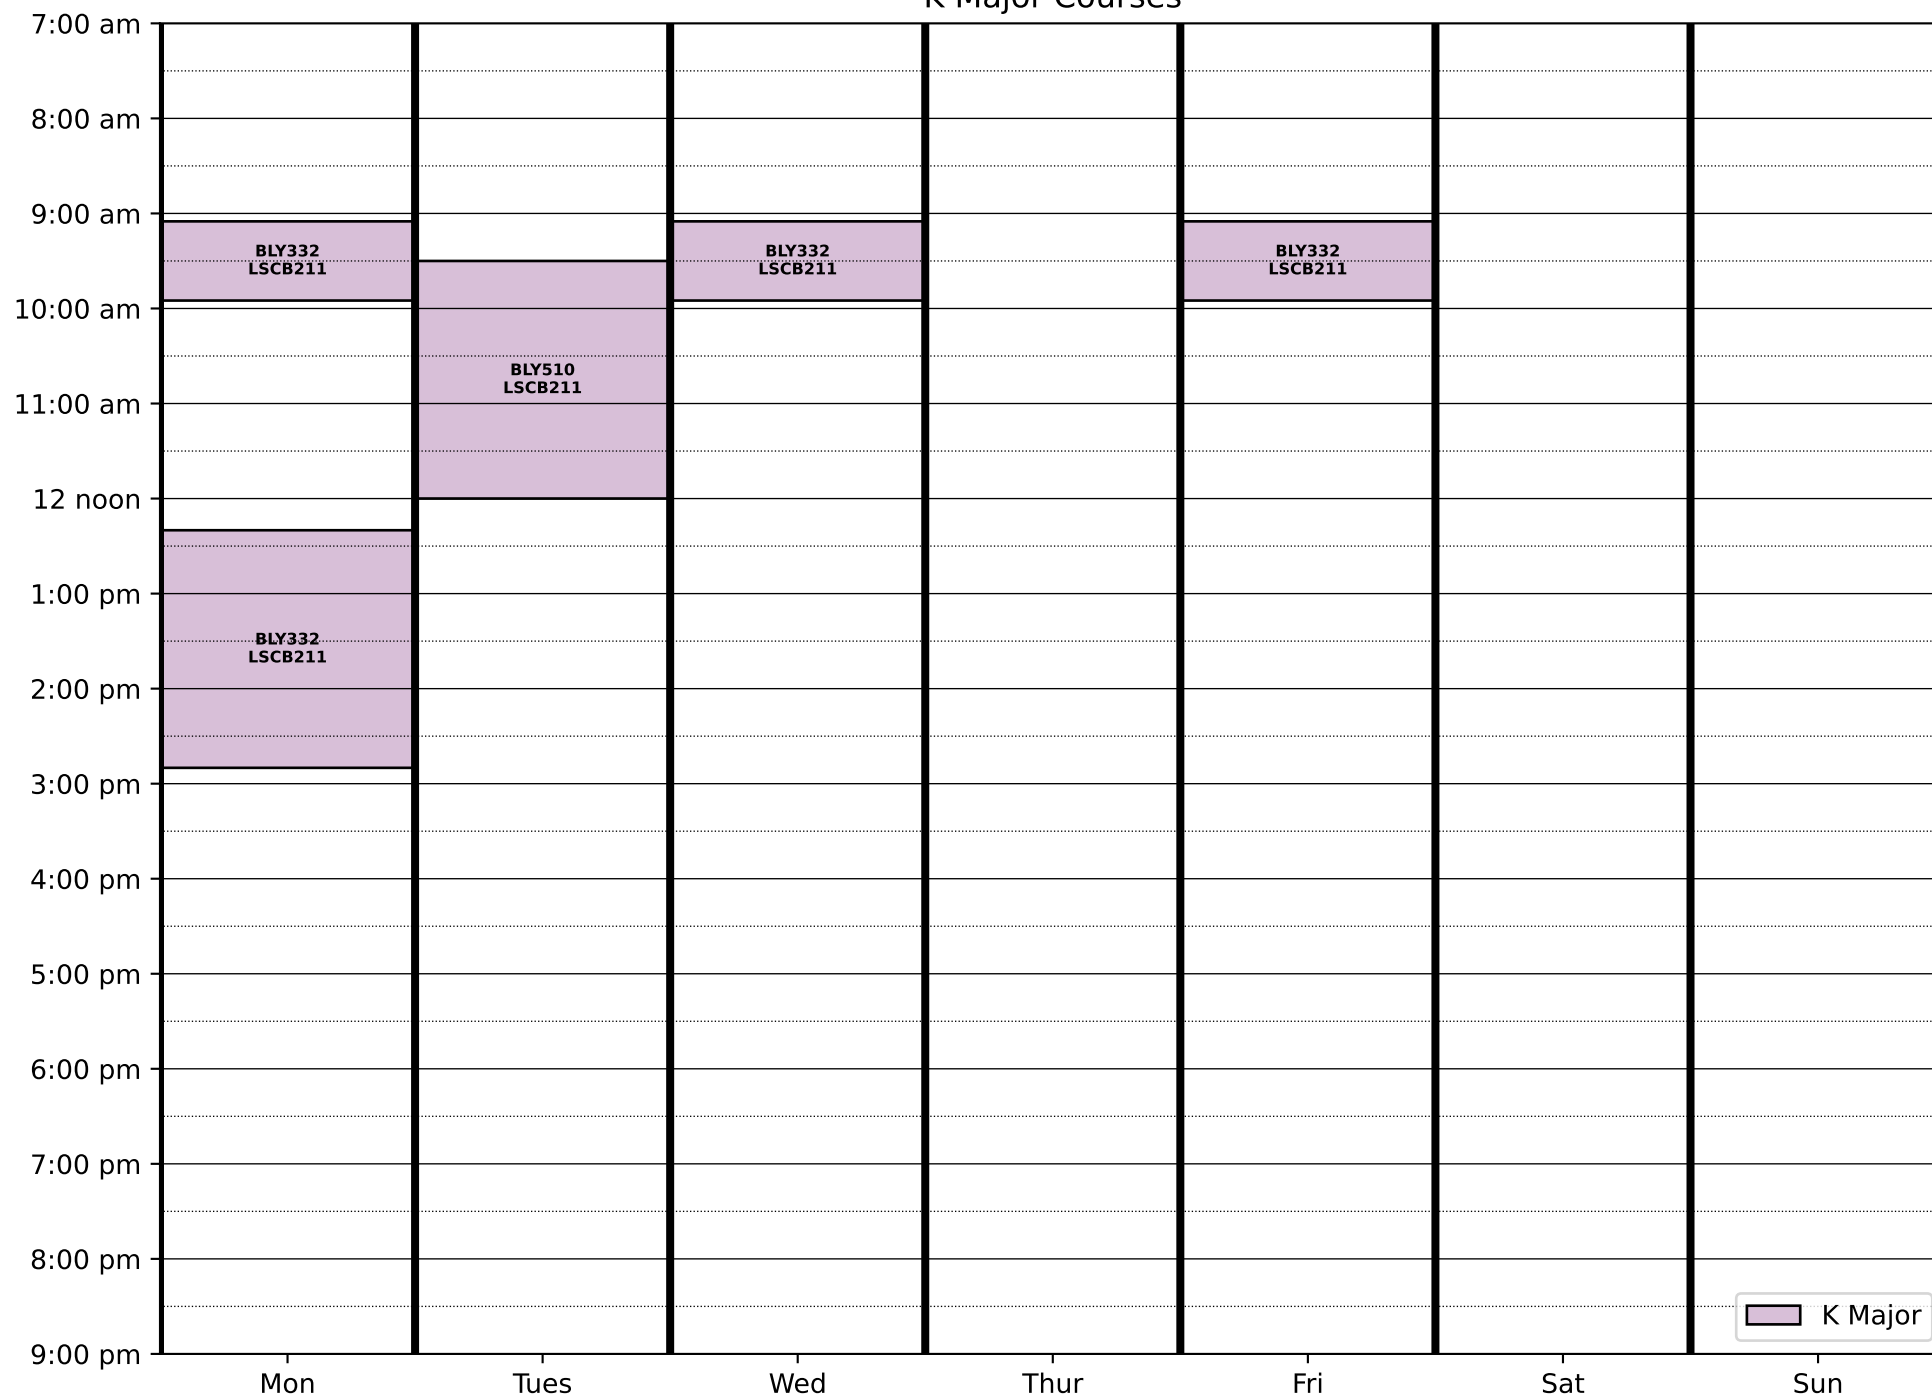 K Major Courses
7:00 am
8:00 am
9:00 am
10:00 am
11:00 am
12 noon
1:00 pm
2:00 pm
3:00 pm
4:00 pm
5:00 pm
6:00 pm
7:00 pm
8:00 pm
9:00 pm
BLY332
LSCB211
BLY332
LSCB211
BLY332
LSCB211
BLY510
LSCB211
BLY332
LSCB211
K Major
Mon
Tues
Wed
Thur
Fri
Sat
Sun